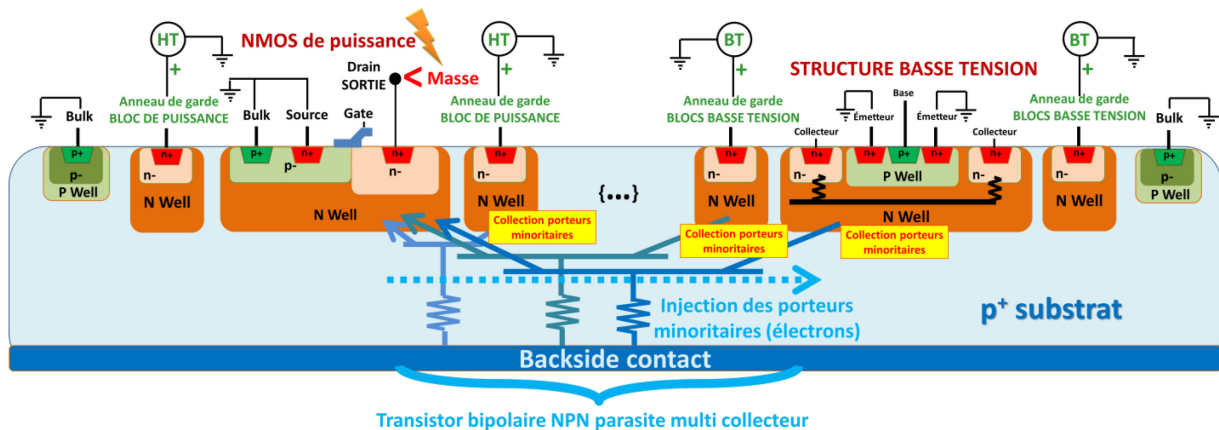 HT
NMOS de puissance
HT
BT
BT
+
+
+
+
Drain
SORTIE
< Masse
STRUCTURE BASSE TENSION
Anneau de garde
BLOC DE PUISSANCE
Anneau de garde
BLOC DE PUISSANCE
Anneau de garde
BLOCS BASSE TENSION
Anneau de garde
BLOCS BASSE TENSION
Bulk
Bulk
Source
Gate
Collecteur
Émetteur
Base
Émetteur
Collecteur
Bulk
p+
n+
p+
n+
n+
n+
n+
n+
n+
p+
n+
n+
n+
p+
p-
n-
p-
n-
n-
n-
n-
n-
n-
p-
P Well
P Well
P Well
N Well
N Well
N Well
{...}
N Well
N Well
N Well
Collection porteurs
minoritaires
Collection porteurs
minoritaires
Collection porteurs
minoritaires
Injection des porteurs
minoritaires (électrons)
p+ substrat
Backside contact
Transistor bipolaire NPN parasite multi collecteur